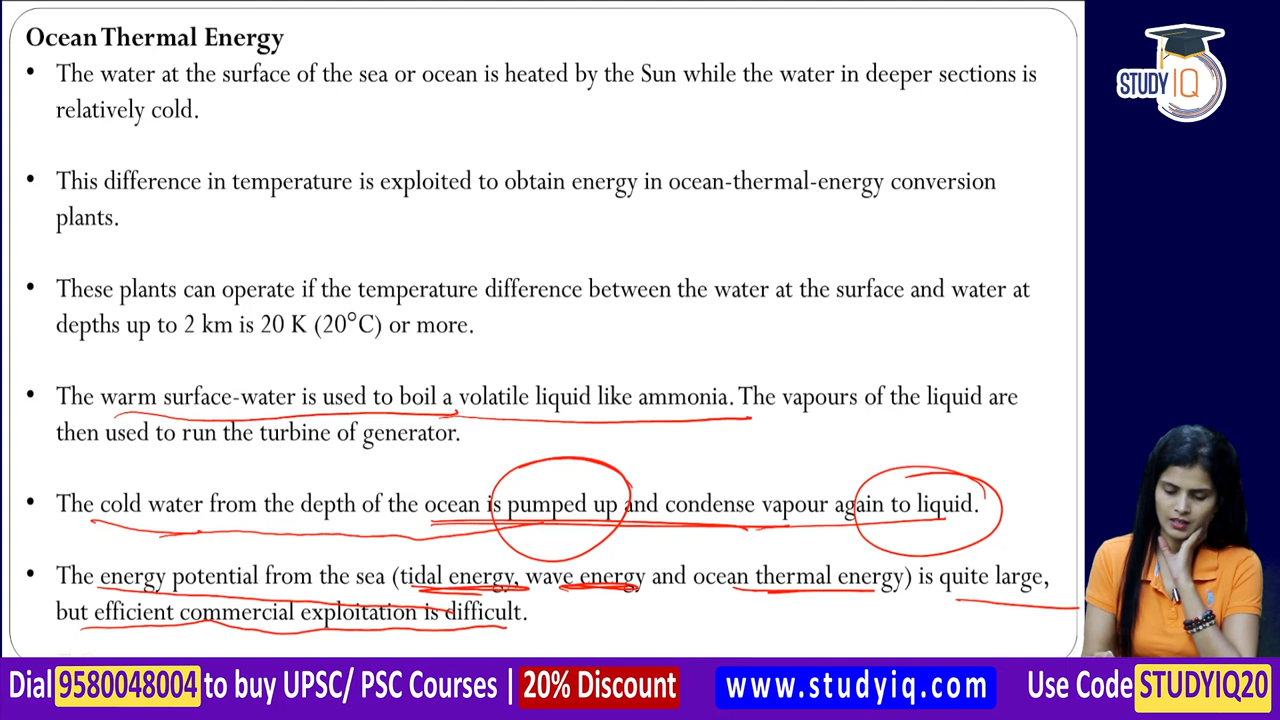 Ocean Thermal Energy
• The water at the surface of the sea or ocean is heated by the Sun while the water in deeper sections is
relatively cold.
• This difference in temperature is exploited to obtain energy in ocean-thermal-energy conversion
plants.
• These plants can operate if the temperature difference between the water at the surface and water at
depths up to 2 km is 20 K (20°C) or more.
• The warm surface-water is used to boil a volatile liquid like ammonia. The vapours of the liquid are
then used to run the turbine of generator.
• The cold water from the depth of the ocean is pumped up and condense vapour again to liquid.
• The energy potential from the sea (tidal energy, wave energy and ocean thermal energy) is quite large,
but efficient commercial exploitation is difficult.
STUDY IQ
Dial 9580048004 to buy UPSC/ PSC Courses | 20% Discount
www.studyiq.com
Use Code STUDYIQ20